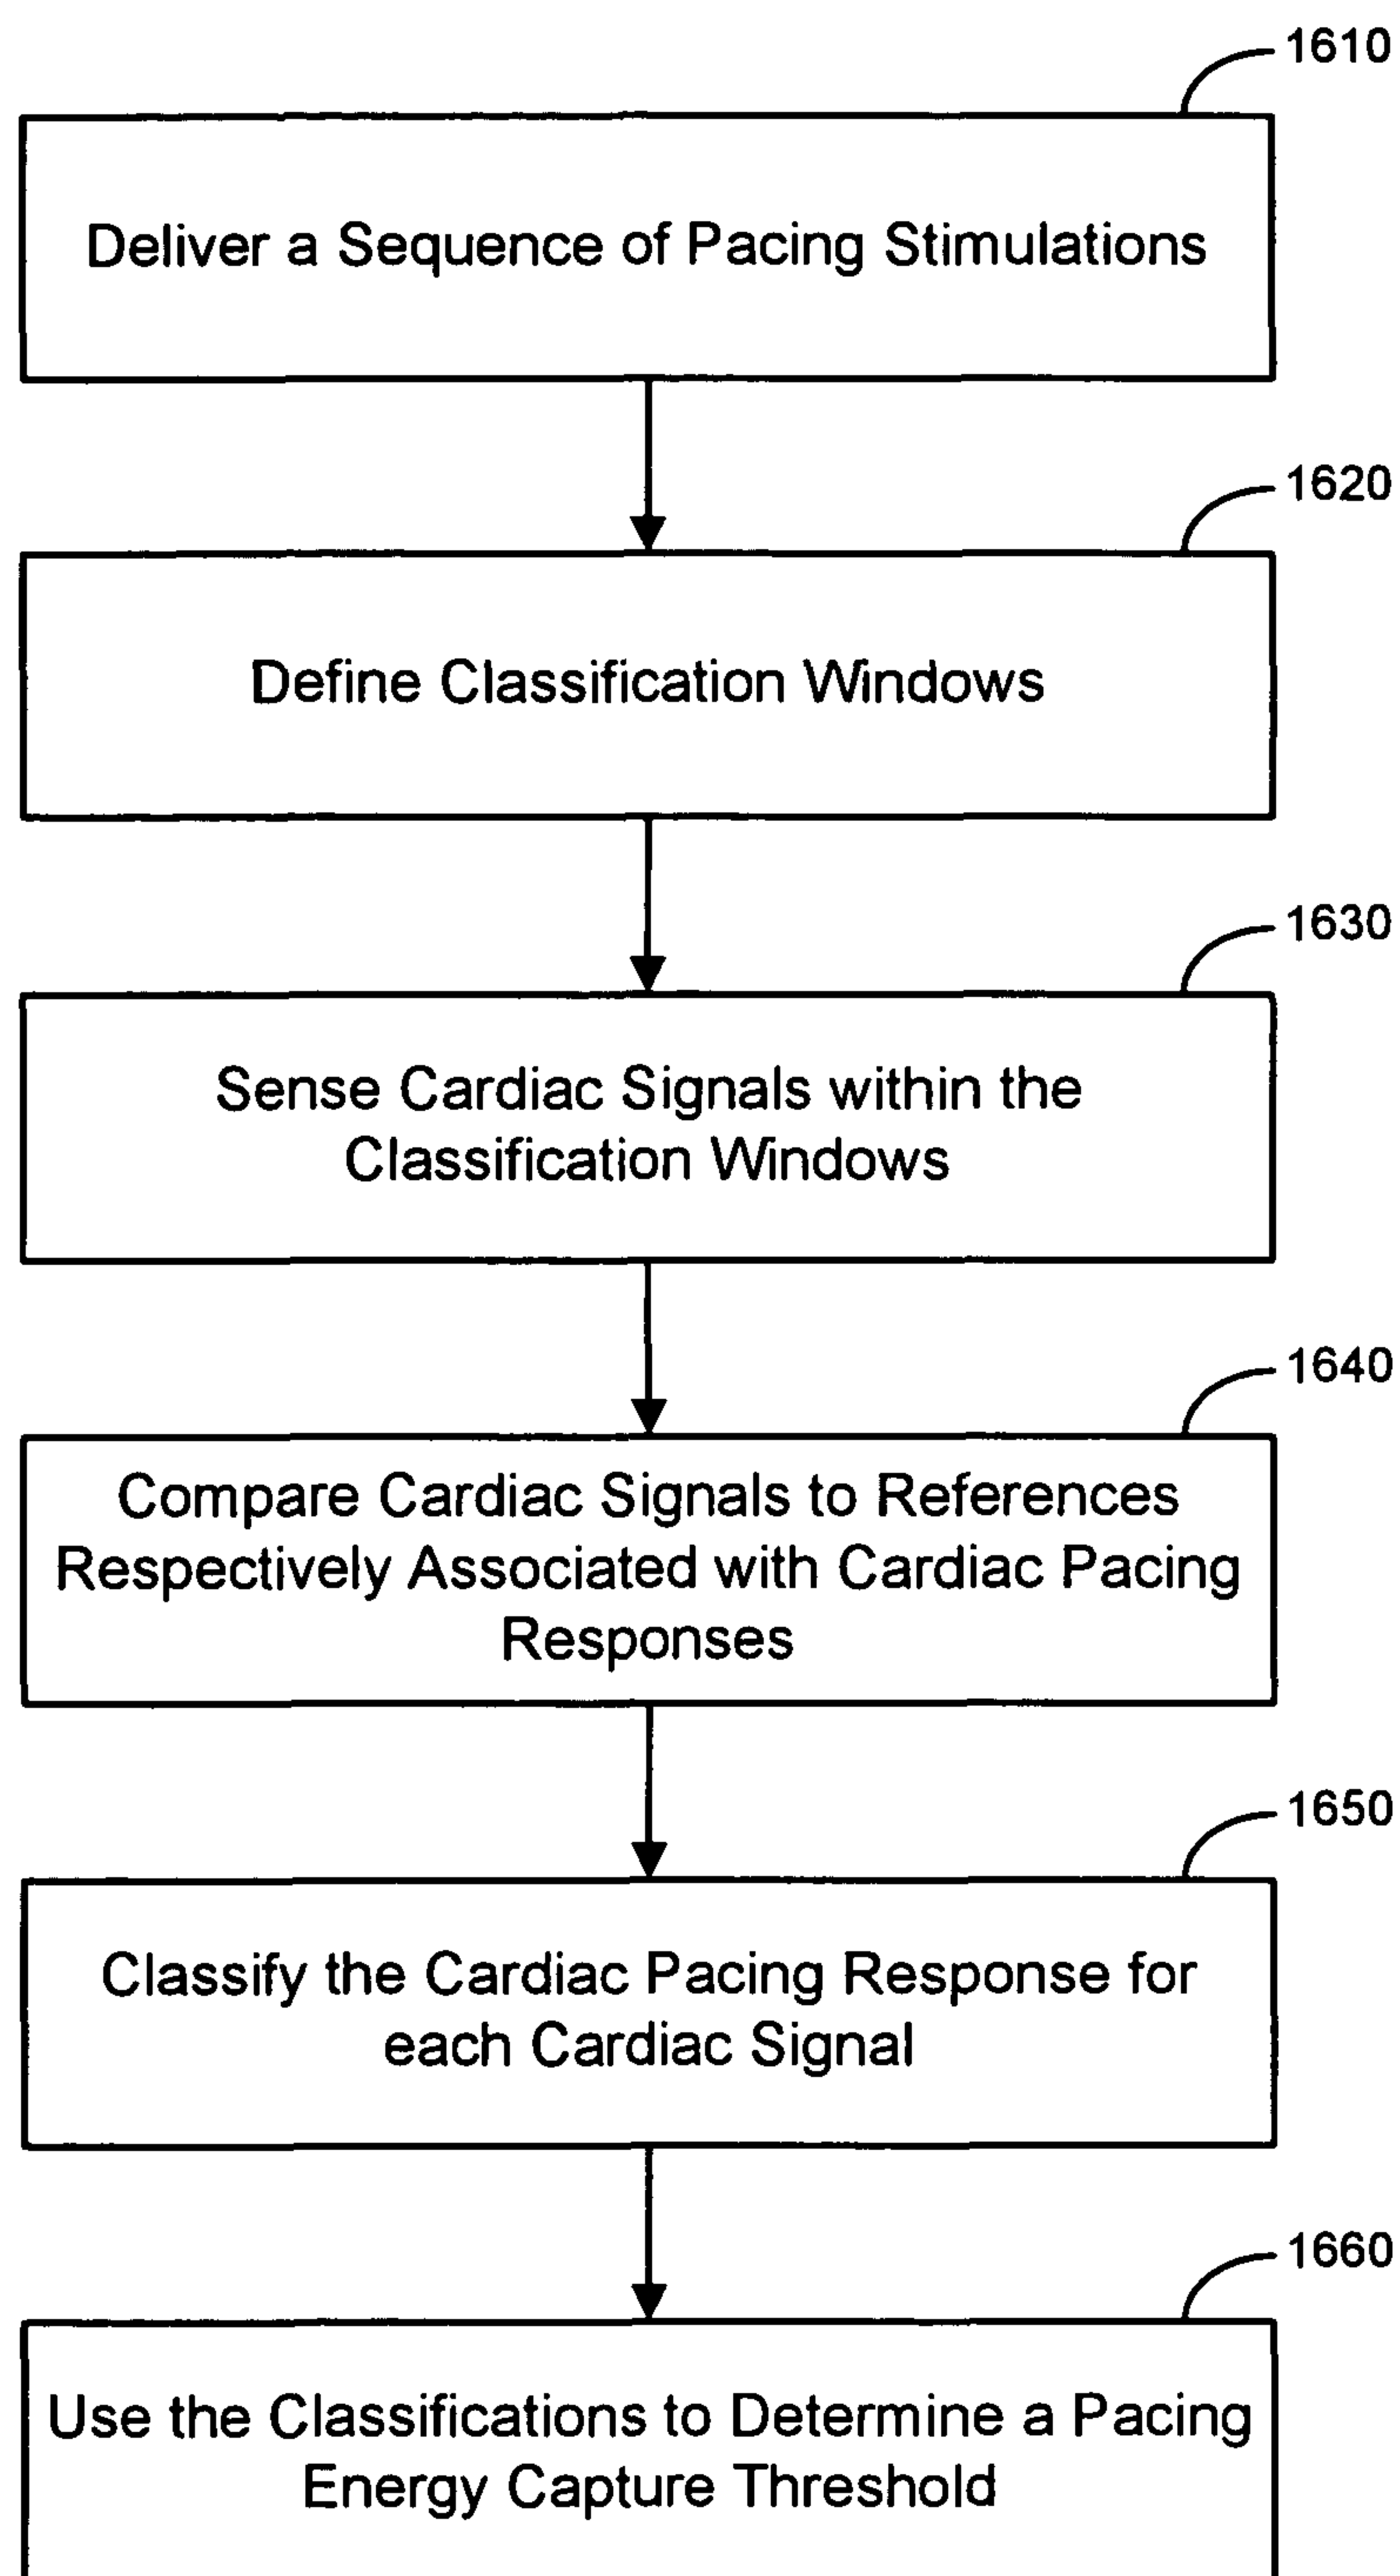 1610
Deliver a Sequence of Pacing Stimulations
1620
Define Classification Windows
1630
Sense Cardiac Signals within the
Classification Windows
1640
Compare Cardiac Signals to References
Respectively Associated with Cardiac Pacing
Responses
1650
Classify the Cardiac Pacing Response for
each Cardiac Signal
1660
Use the Classifications to Determine a Pacing
Energy Capture Threshold